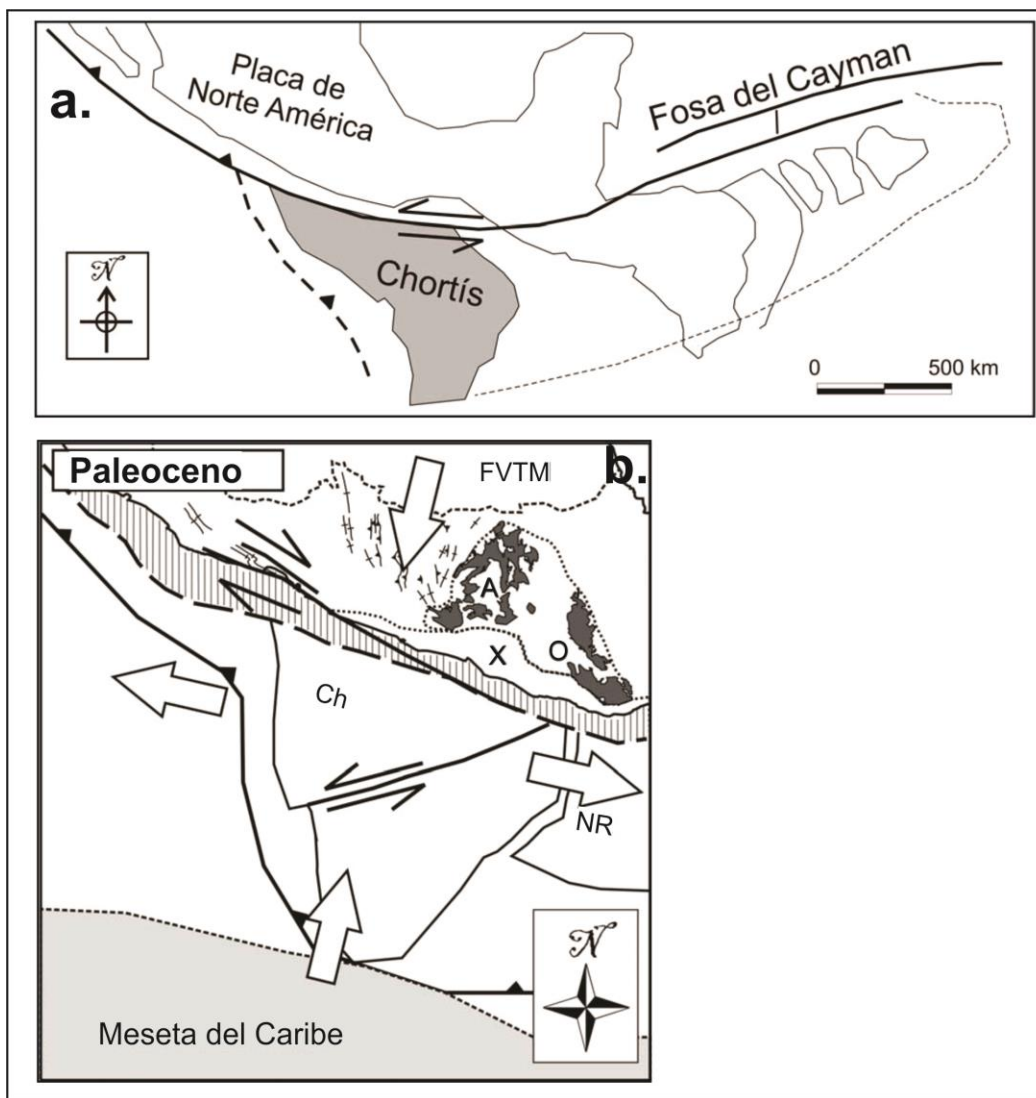 a.
Placa de
Norte América
Fosa del Cayman
Chortís
N
0 500 km
Paleoceno
b.
FVTM
A
X
O
Ch
NR
N
Meseta del Caribe